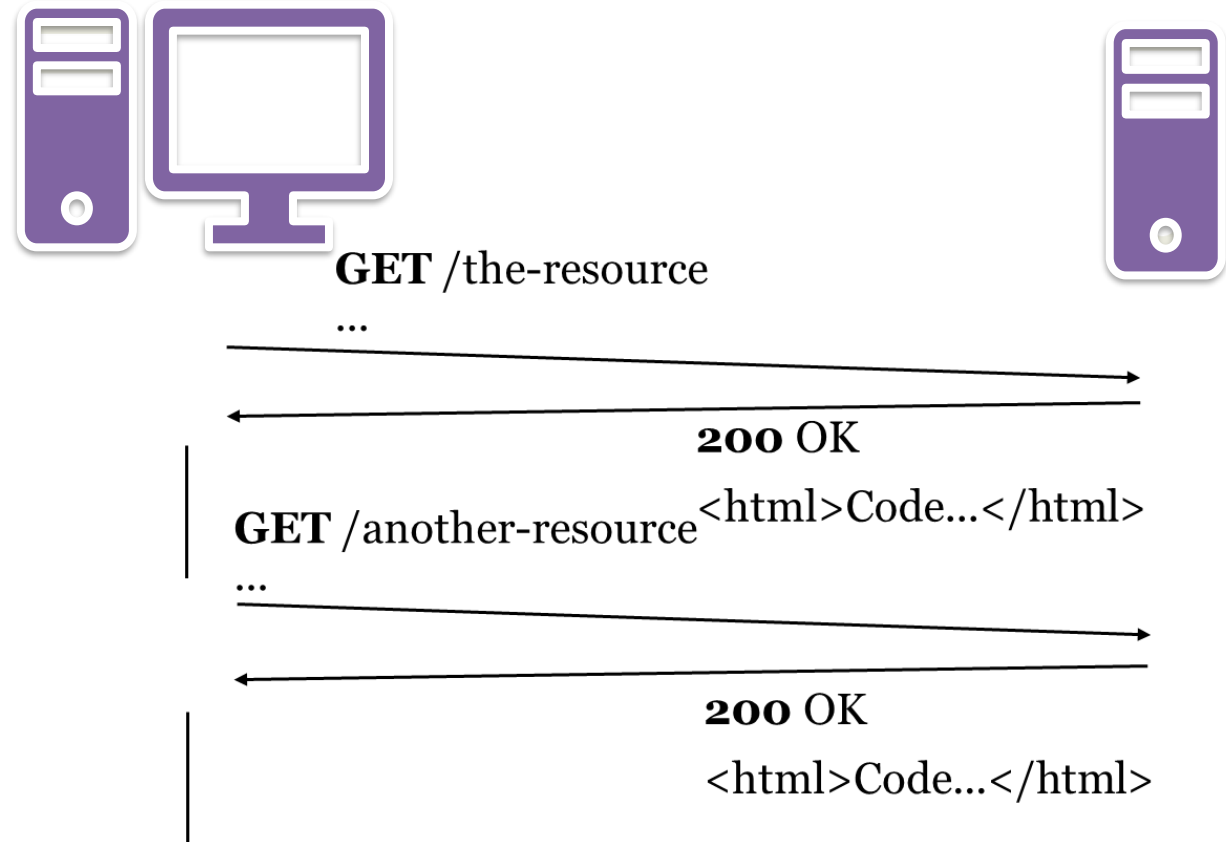 GET /the-resource
...
200 OK
<html>Code...</html>
GET /another-resource
...
200 OK
<html>Code...</html>